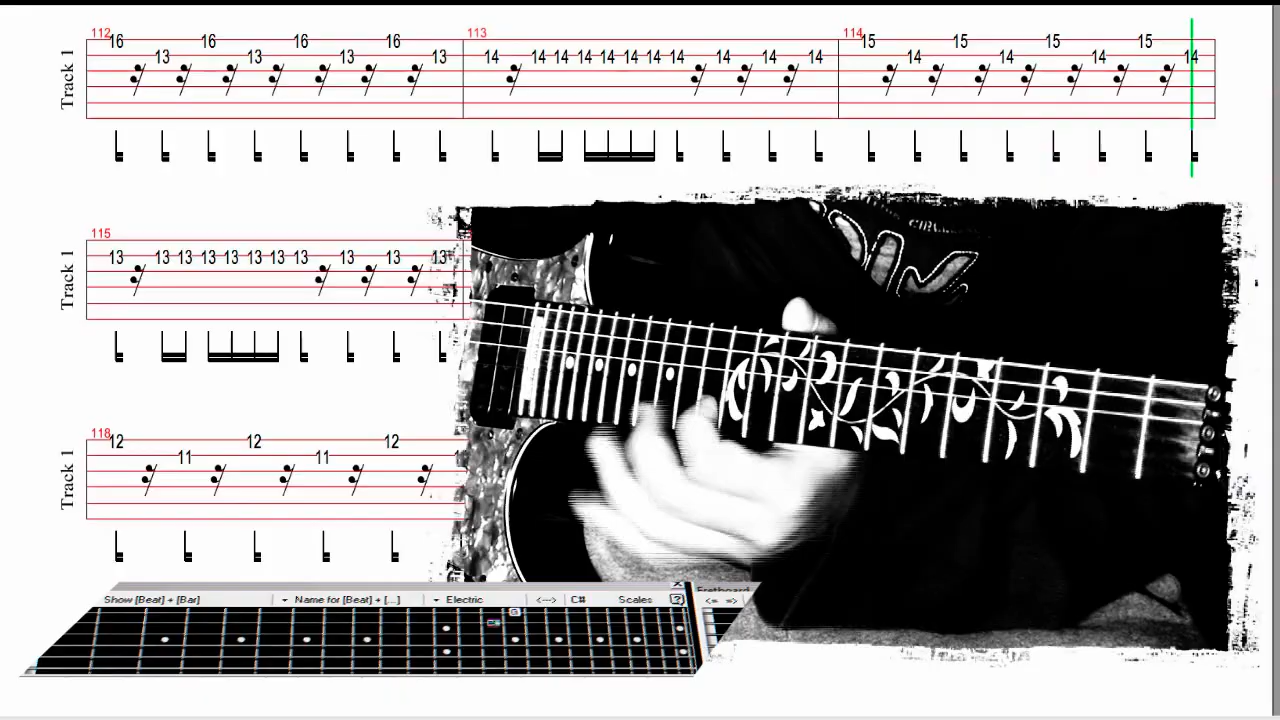 112 113 114
16 16 16 16 15 15 15 15
13 13 13 13 14 14 14 14 14 14 14 14 14 14 14 14 14 14 14
Track 1
115
13 13 13 13 13 13 13 13 13 13
Track 1
118
12 12 12
11 11
Track 1
Show [Beat] + [Bar] Name for [Beat] + [...] Electric <---> C# Scales ? X